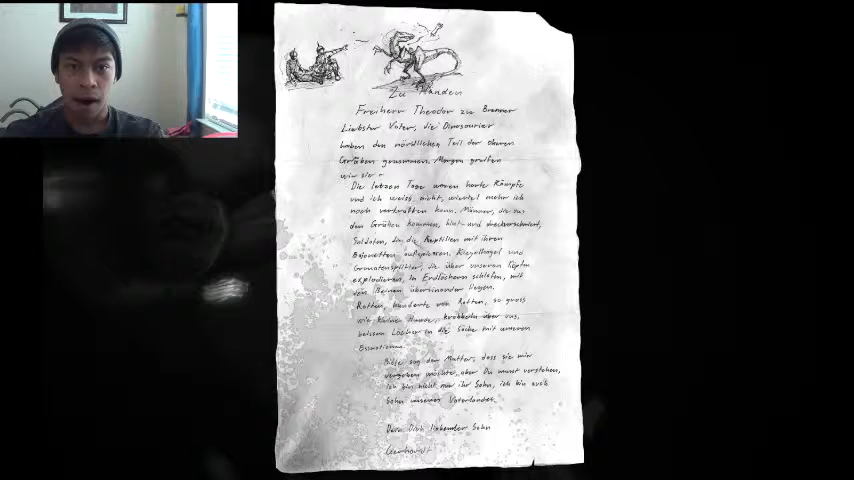 Zu Händen
Freiherr Theodor zu Brenner
Liebster Vater, die Dinosaurier
haben den nördlichen Teil der oberen
Gräben genommen. Morgen greifen
wir sie
Die letzen Tage waren harte Kämpfe
und ich weiss nicht, wieviel mehr ich
noch verkraften kann. Männer, die aus
den Gräben kommen, blut- und dreckverschmiert,
Soldaten, die die Reptilien mit ihren
Bajonetten aufspiessen. Kugelhagel und
Granatensplitter, die über unseren Köpfen
explodieren, in Erdlöchern schlafen, mit
den Beinen übereinander liegen.
Ratten, hunderte von Ratten, so gross
wie kleine Hunde, krabbeln über uns,
beissen Löcher in die Säcke mit unseren
Essrationen.
Bitte sag der Mutter, dass sie mir
vergeben möchte, aber Du musst verstehen,
ich bin nicht nur ihr Sohn, ich bin auch
Sohn unseres Vaterlandes.
Dein Dich liebender Sohn